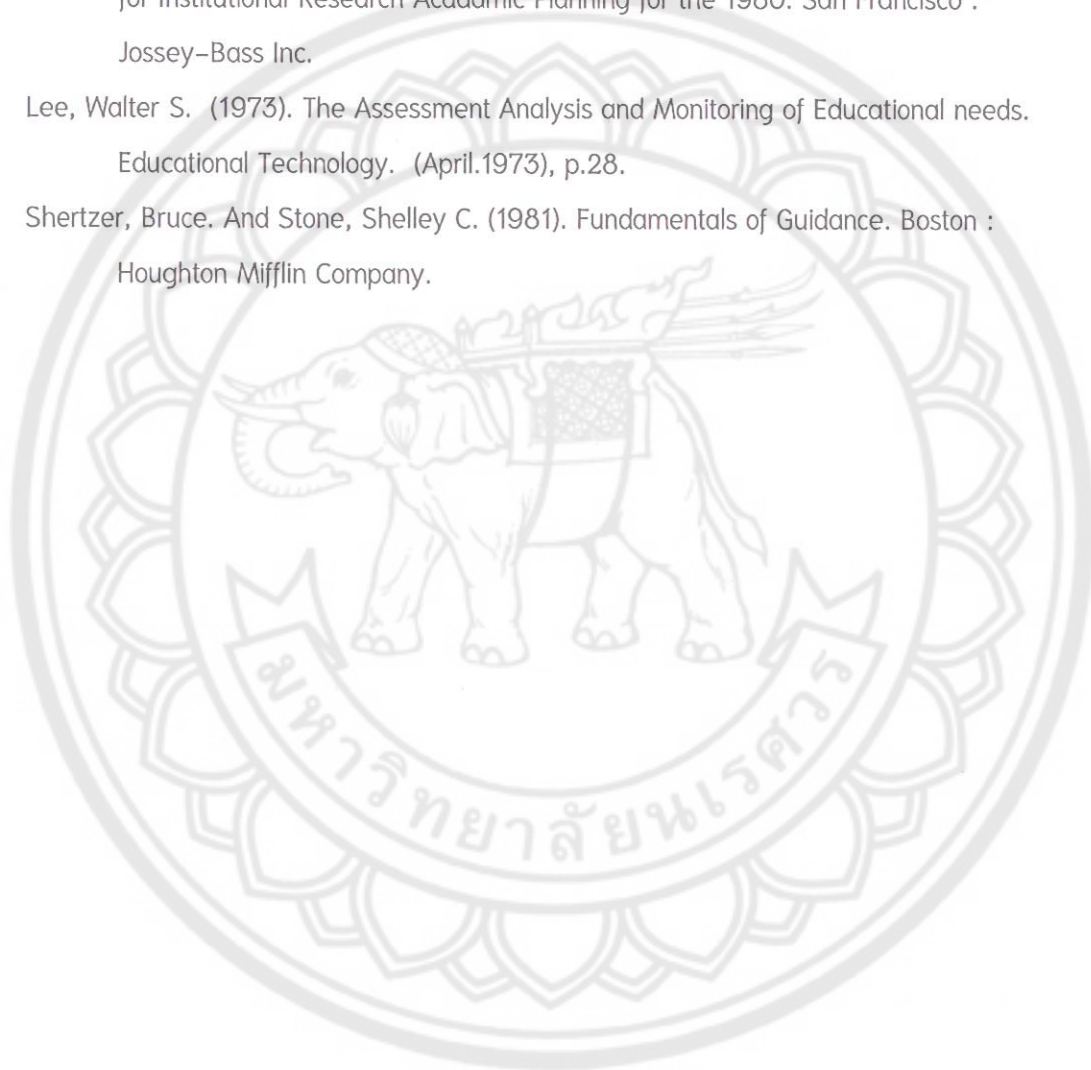 for Institutional Research Academic Planning for the 1980. San Francisco :
Jossey-Bass Inc.
Lee, Walter S. (1973). The Assessment Analysis and Monitoring of Educational needs.
Educational Technology. (April.1973), p.28.
Shertzer, Bruce. And Stone, Shelley C. (1981). Fundamentals of Guidance. Boston :
Houghton Mifflin Company.
มหาวิทยาลัยนเรศวร